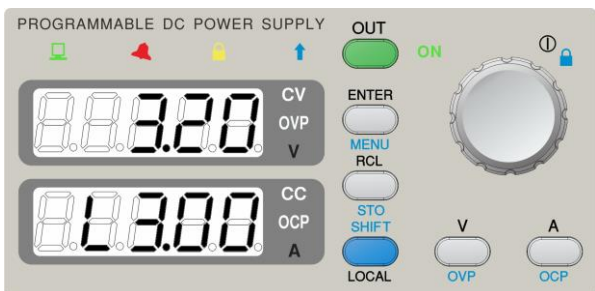 PROGRAMMABLE DC POWER SUPPLY
OUT
ON
CV
OVP
V
3.20
ENTER
MENU
RCL
CC
OCP
A
L3.00
STO
SHIFT
LOCAL
V
OVP
A
OCP